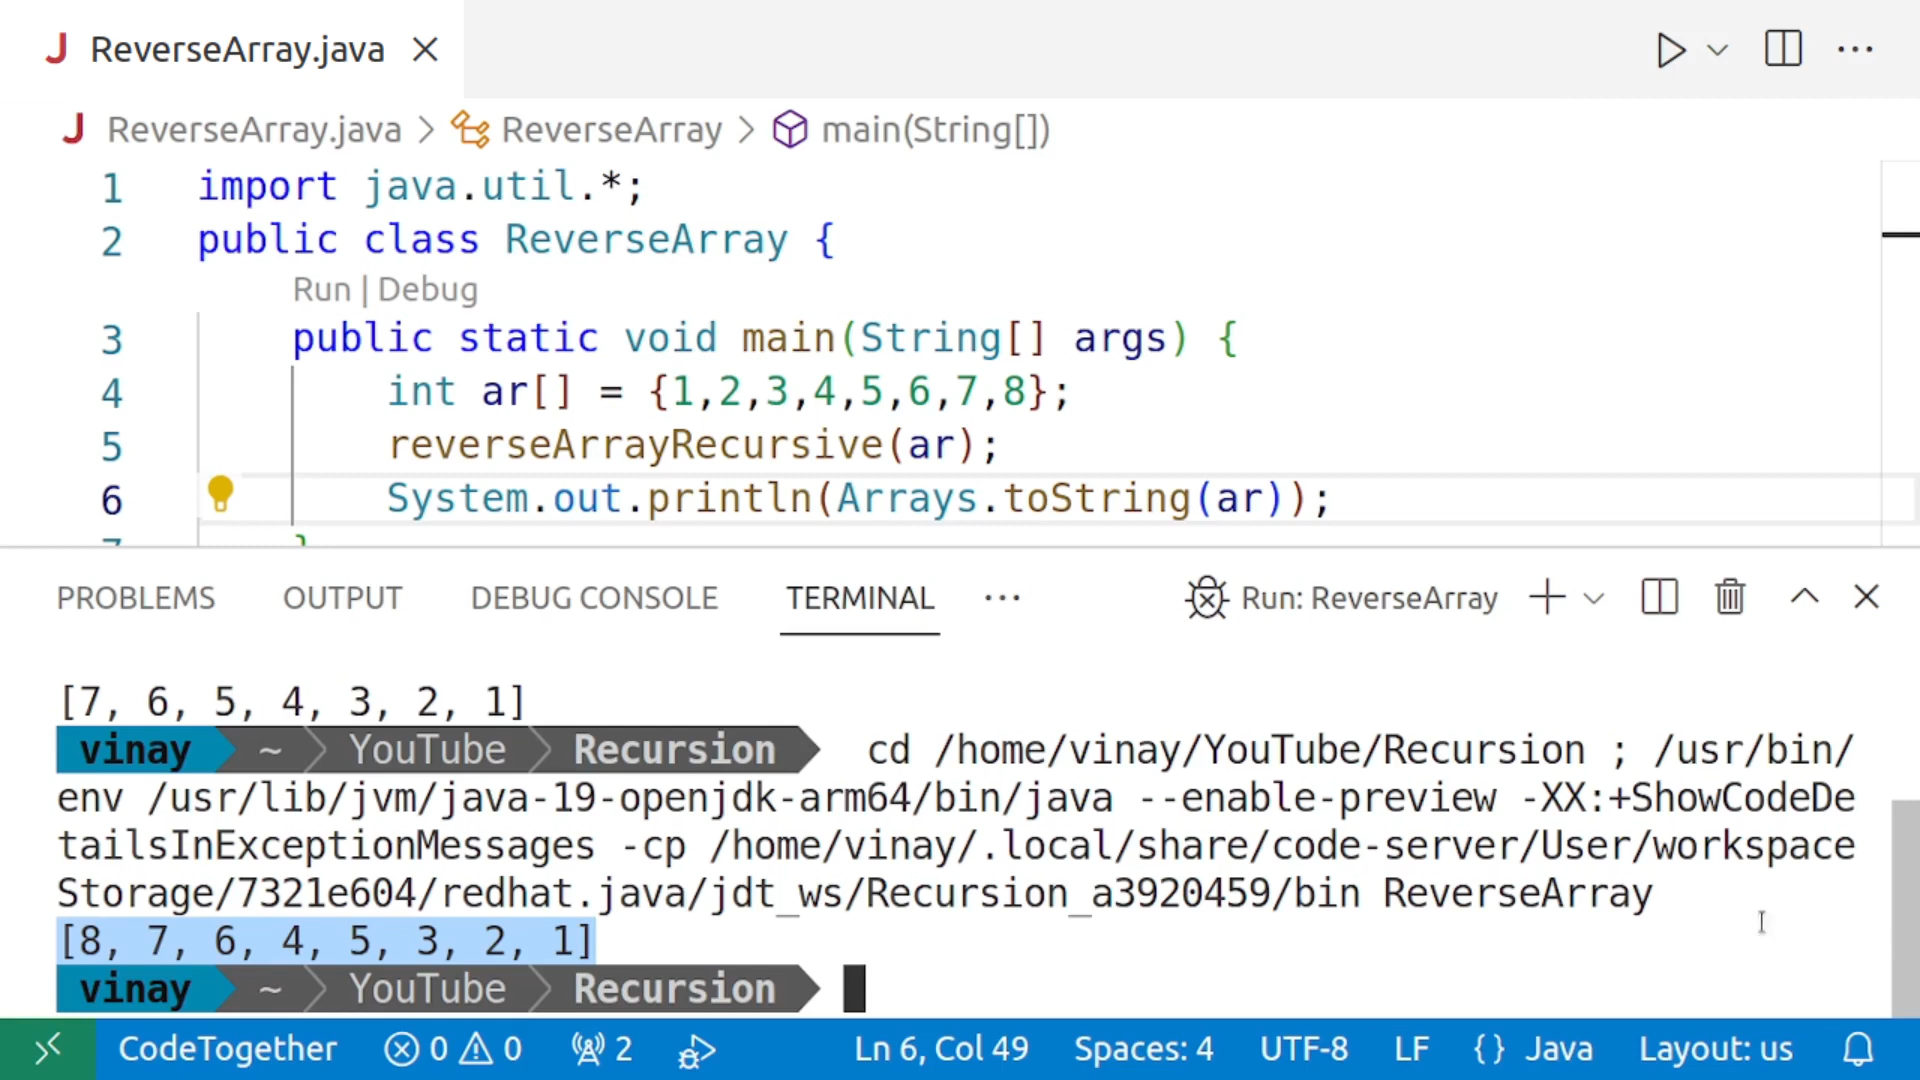 J ReverseArray.java
J ReverseArray.java > ReverseArray > main(String[])
1 import java.util.*;
2 public class ReverseArray {
Run | Debug
3 public static void main(String[] args) {
4 int ar[] = {1,2,3,4,5,6,7,8};
5 reverseArrayRecursive(ar);
6 System.out.println(Arrays.toString(ar));
7 }
PROBLEMS OUTPUT DEBUG CONSOLE TERMINAL ··· Run: ReverseArray
[7, 6, 5, 4, 3, 2, 1]
vinay ~ YouTube Recursion cd /home/vinay/YouTube/Recursion ; /usr/bin/
env /usr/lib/jvm/java-19-openjdk-arm64/bin/java --enable-preview -XX:+ShowCodeDe
tailsInExceptionMessages -cp /home/vinay/.local/share/code-server/User/workspace
Storage/7321e604/redhat.java/jdt_ws/Recursion_a3920459/bin ReverseArray
[8, 7, 6, 4, 5, 3, 2, 1]
vinay ~ YouTube Recursion
CodeTogether 0 0 2 Ln 6, Col 49 Spaces: 4 UTF-8 LF {} Java Layout: us